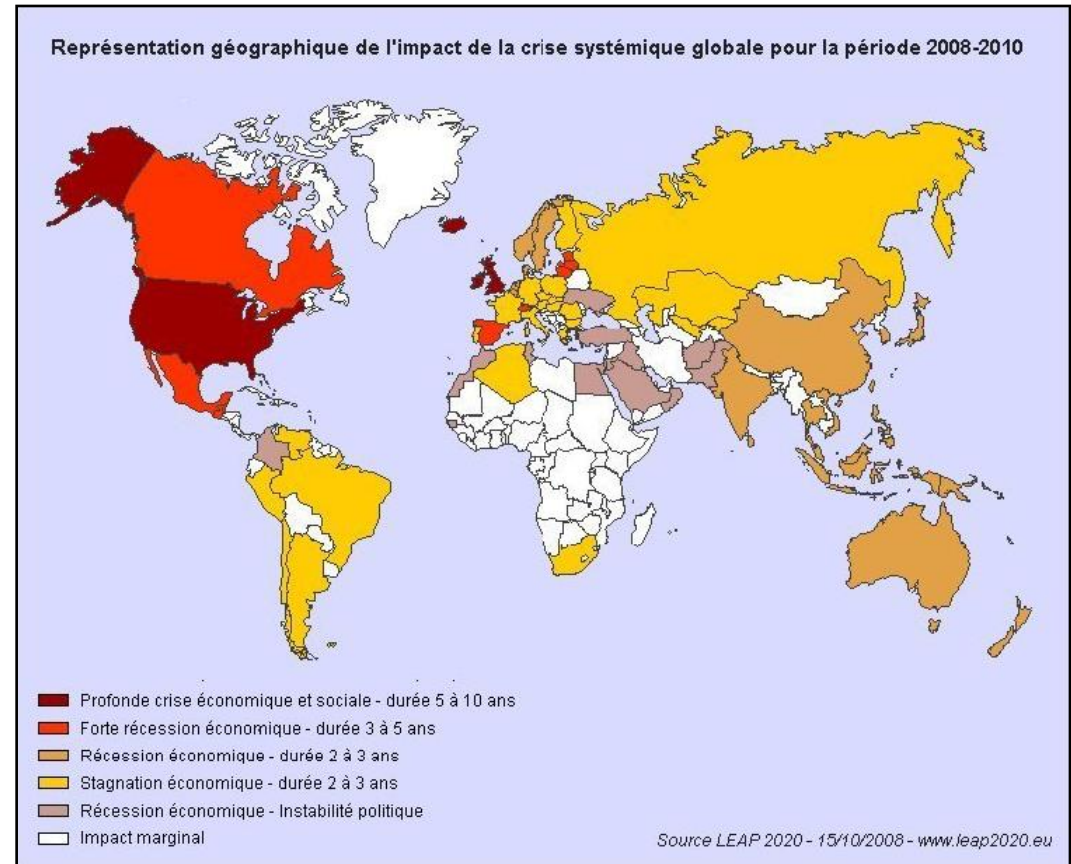 Représentation géographique de l'impact de la crise systémique globale pour la période 2008-2010
Profonde crise économique et sociale - durée 5 à 10 ans
Forte récession économique - durée 3 à 5 ans
Récession économique - durée 2 à 3 ans
Stagnation économique - durée 2 à 3 ans
Récession économique - Instabilité politique
Impact marginal
Source LEAP 2020 - 15/10/2008 - www.leap2020.eu